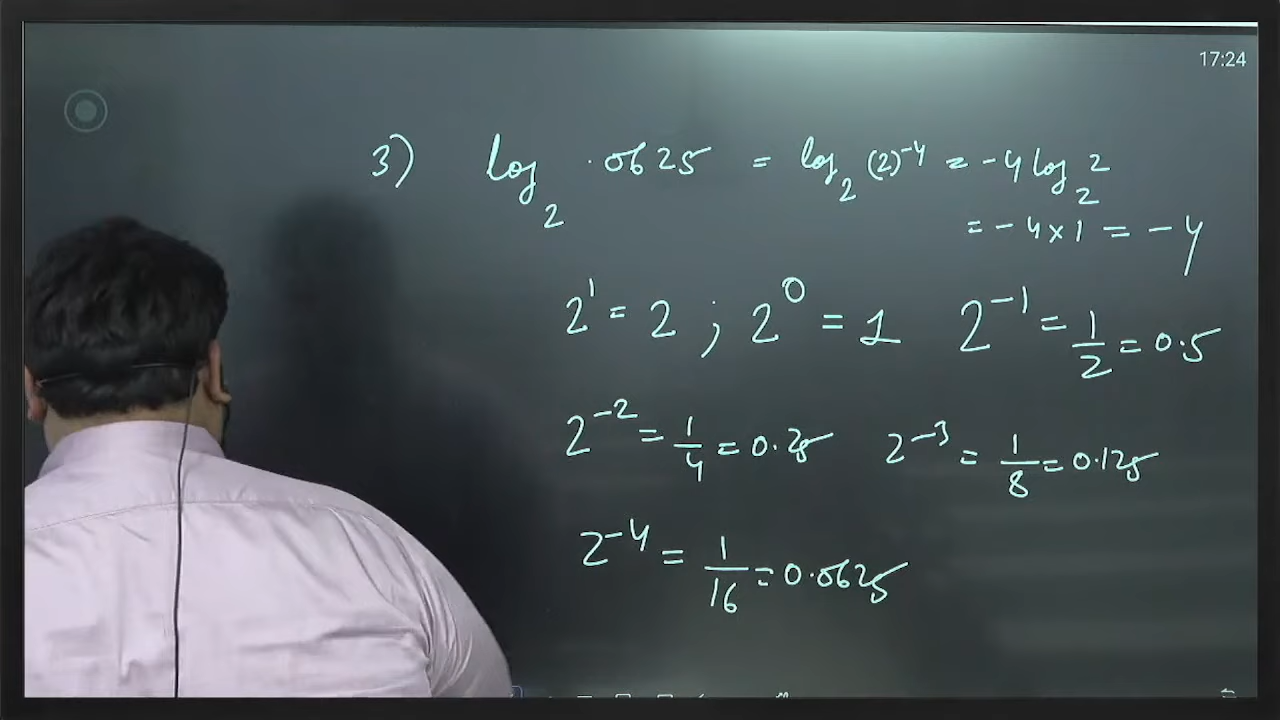 17:24
3) log₂ .0625 = log₂ (2)⁻⁴ = -4 log₂ 2
= -4 × 1 = -4
2¹ = 2 ; 2⁰ = 1 2⁻¹ = 1/2 = 0.5
2⁻² = 1/4 = 0.25 2⁻³ = 1/8 = 0.125
2⁻⁴ = 1/16 = 0.0625